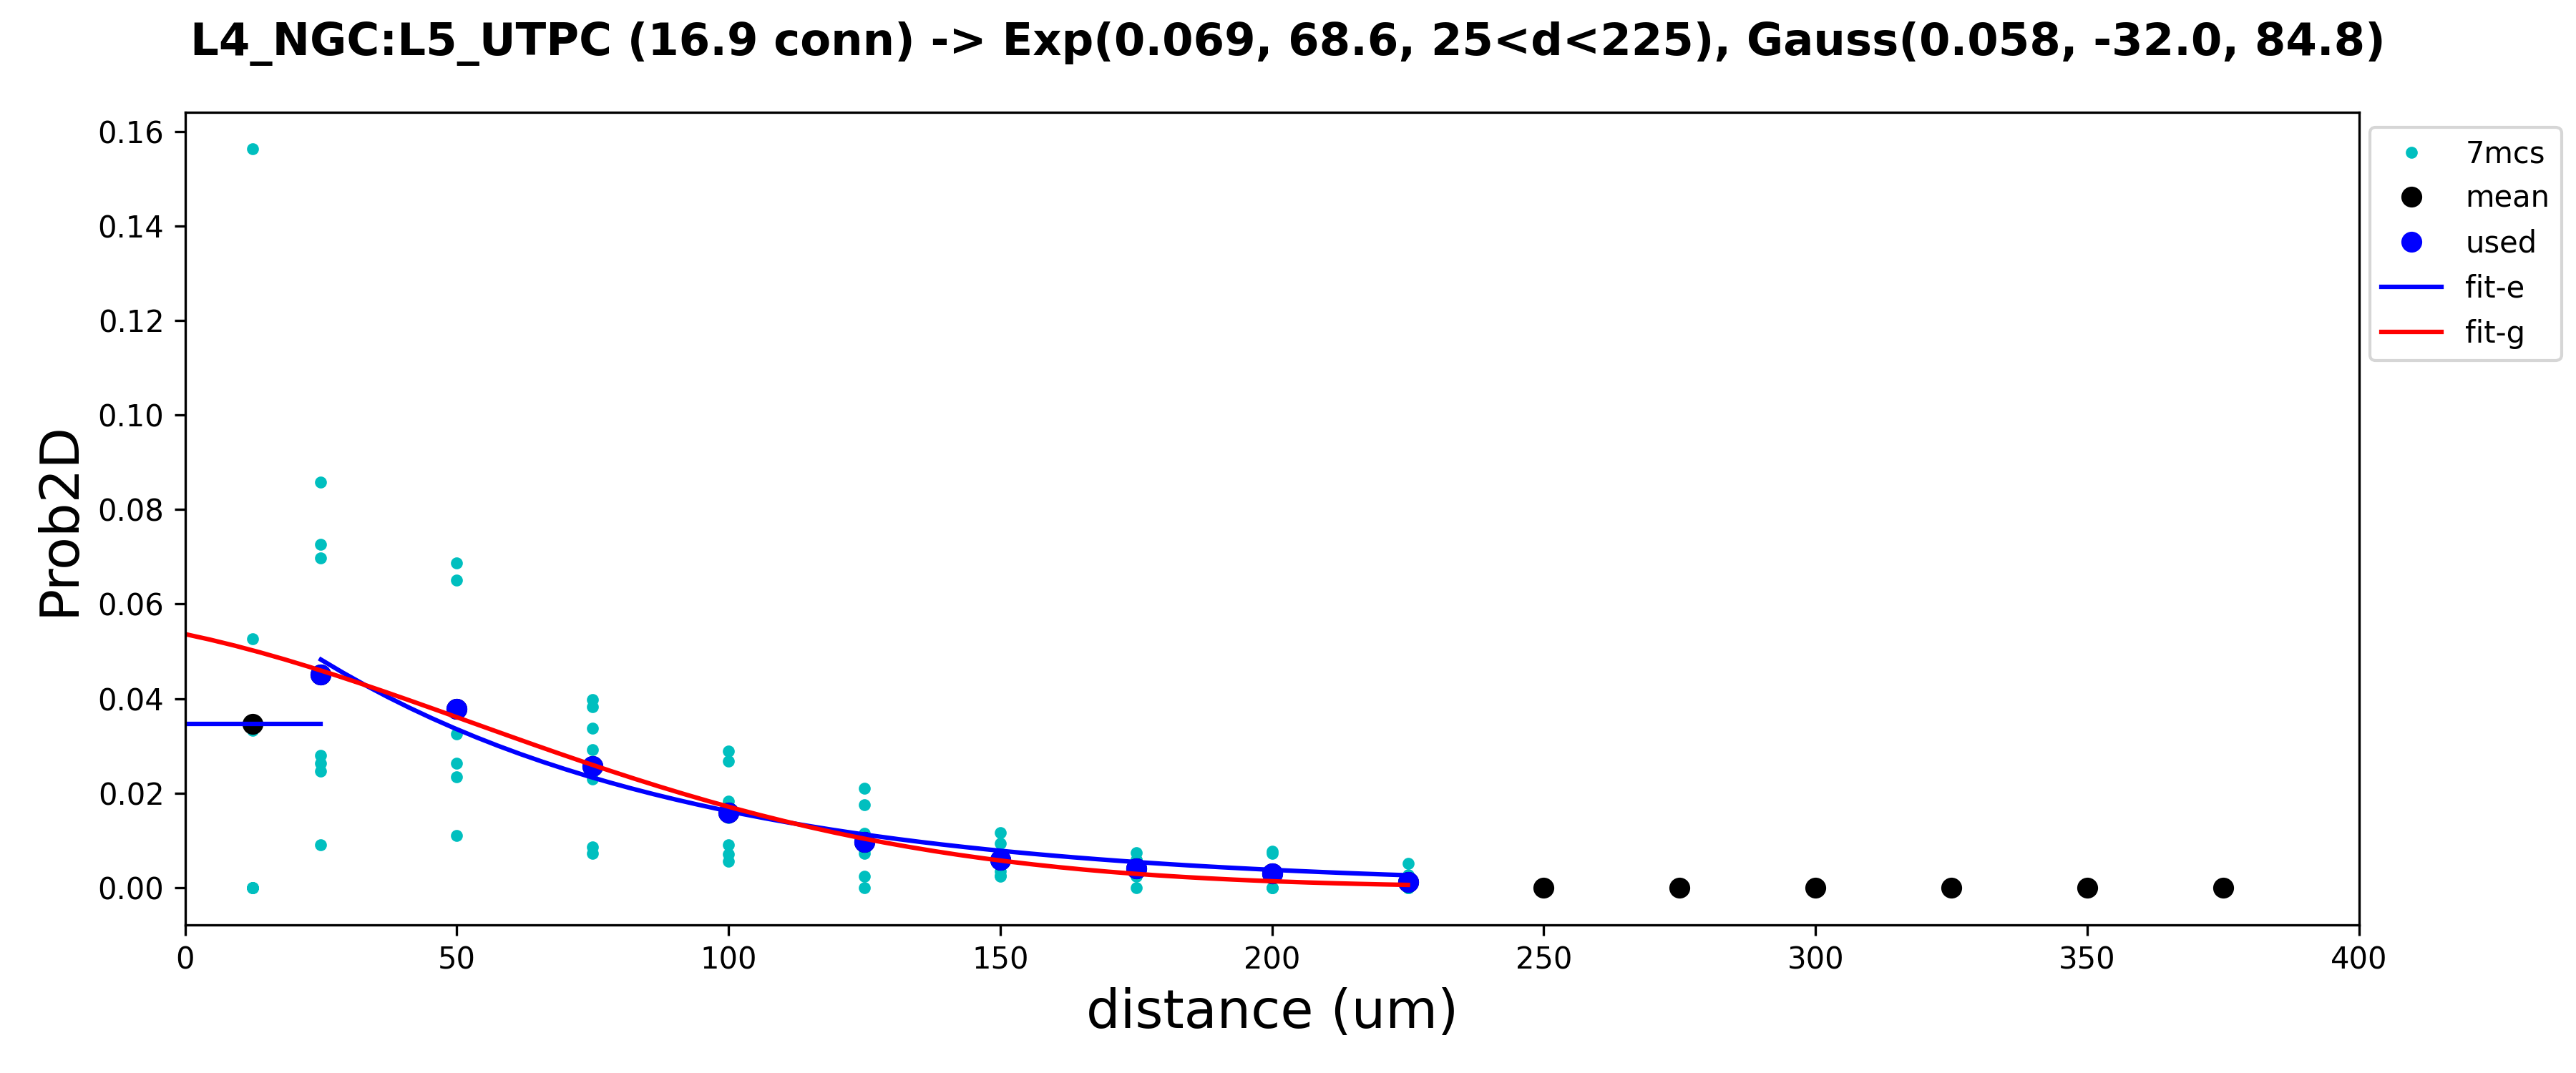 L4_NGC:L5_UTPC (16.9 conn) -> Exp(0.069, 68.6, 25<d<225), Gauss(0.058, -32.0, 84.8)
0.16
0.14
0.12
0.10
0.08
0.06
0.04
0.02
0.00
Prob2D
0 50 100 150 200 250 300 350 400
distance (um)
7mcs
mean
used
fit-e
fit-g